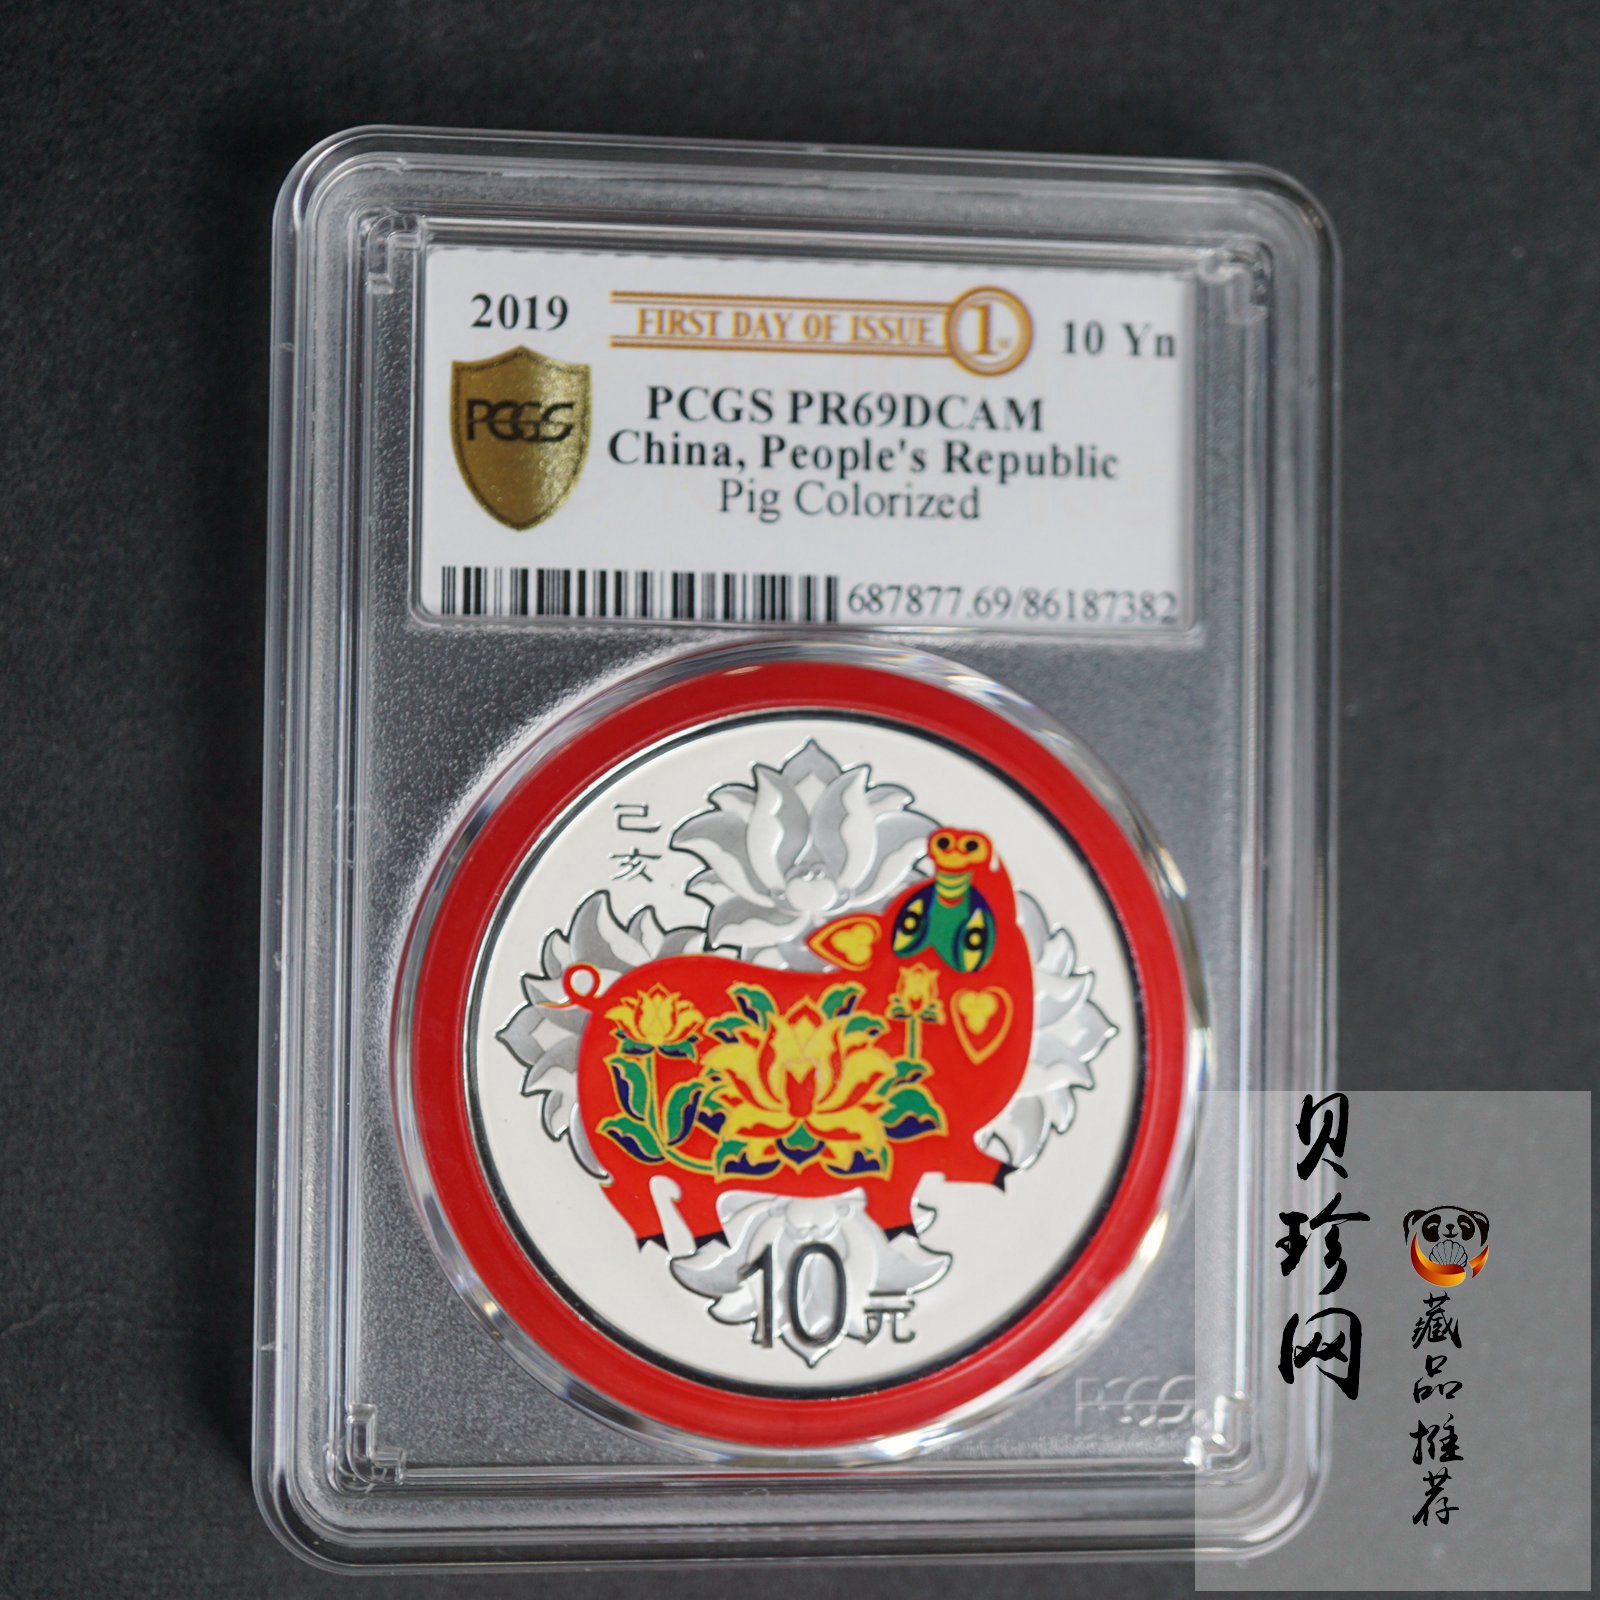 2019
FIRST DAY OF ISSUE 1st
10 Yn
PCGS
PCGS PR69DCAM
China, People's Republic
Pig Colorized
687877.69/86187382
己亥
10元
PCGS
贝珍网
藏品推荐